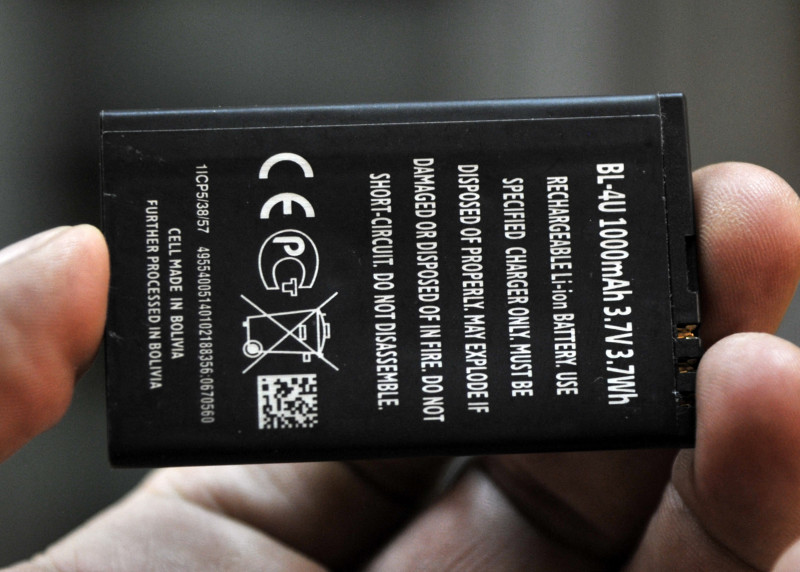 BL-4U 1000mAh 3.7V 3.7Wh
RECHARGEABLE Li-ion BATTERY. USE
SPECIFIED CHARGER ONLY. MUST BE
DISPOSED OF PROPERLY. MAY EXPLODE IF
DAMAGED OR DISPOSED OF IN FIRE. DO NOT
SHORT-CIRCUIT. DO NOT DISASSEMBLE.
CE PCT
1ICP5/38/57 49554005140102188356:0670560
CELL MADE IN BOLIVIA
FURTHER PROCESSED IN BOLIVIA